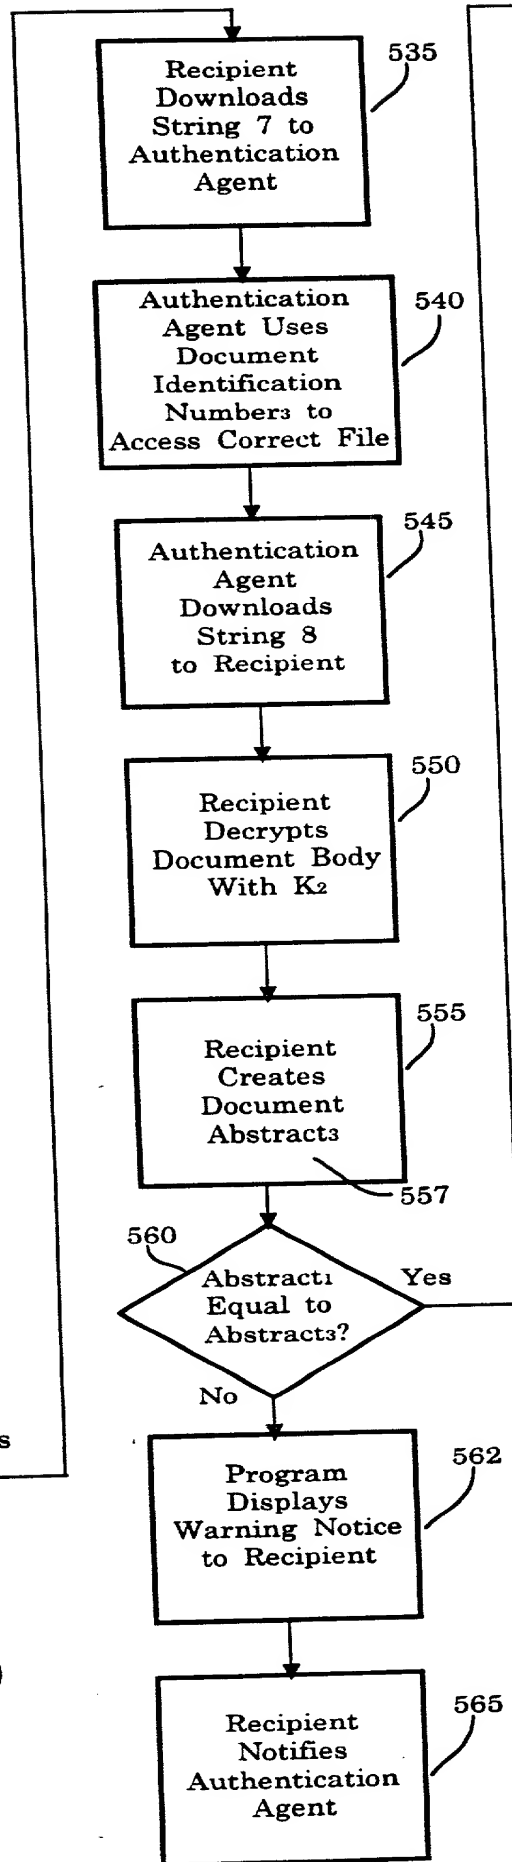 535
Recipient
Downloads
String 7 to
Authentication
Agent
540
Authentication
Agent Uses
Document
Identification
Number₃ to
Access Correct File
545
Authentication
Agent
Downloads
String 8
to Recipient
550
Recipient
Decrypts
Document Body
With K₂
555
Recipient
Creates
Document
Abstract₃
557
560
Abstract₁
Equal to
Abstract₃?
Yes
No
s
562
Program
Displays
Warning Notice
to Recipient
)
565
Recipient
Notifies
Authentication
Agent